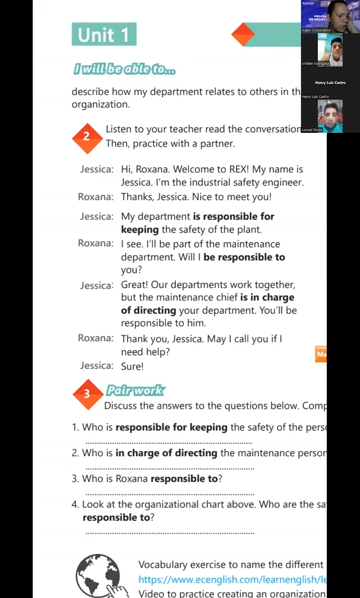 Unit 1
I will be able to...
describe how my department relates to others in th
organization.
2
Listen to your teacher read the conversation
Then, practice with a partner.
Jessica: Hi, Roxana. Welcome to REX! My name is
Jessica. I'm the industrial safety engineer.
Roxana: Thanks, Jessica. Nice to meet you!
Jessica: My department is responsible for
keeping the safety of the plant.
Roxana: I see. I'll be part of the maintenance
department. Will I be responsible to
you?
Jessica: Great! Our departments work together,
but the maintenance chief is in charge
of directing your department. You'll be
responsible to him.
Roxana: Thank you, Jessica. May I call you if I
need help?
Jessica: Sure!
3
Pair work
Discuss the answers to the questions below. Comp
1. Who is responsible for keeping the safety of the pers
2. Who is in charge of directing the maintenance person
3. Who is Roxana responsible to?
4. Look at the organizational chart above. Who are the sa
responsible to?
Vocabulary exercise to name the different
https://www.ecenglish.com/learnenglish/le
Video to practice creating an organization
Henry Luis Castro
Henry Luis Castro